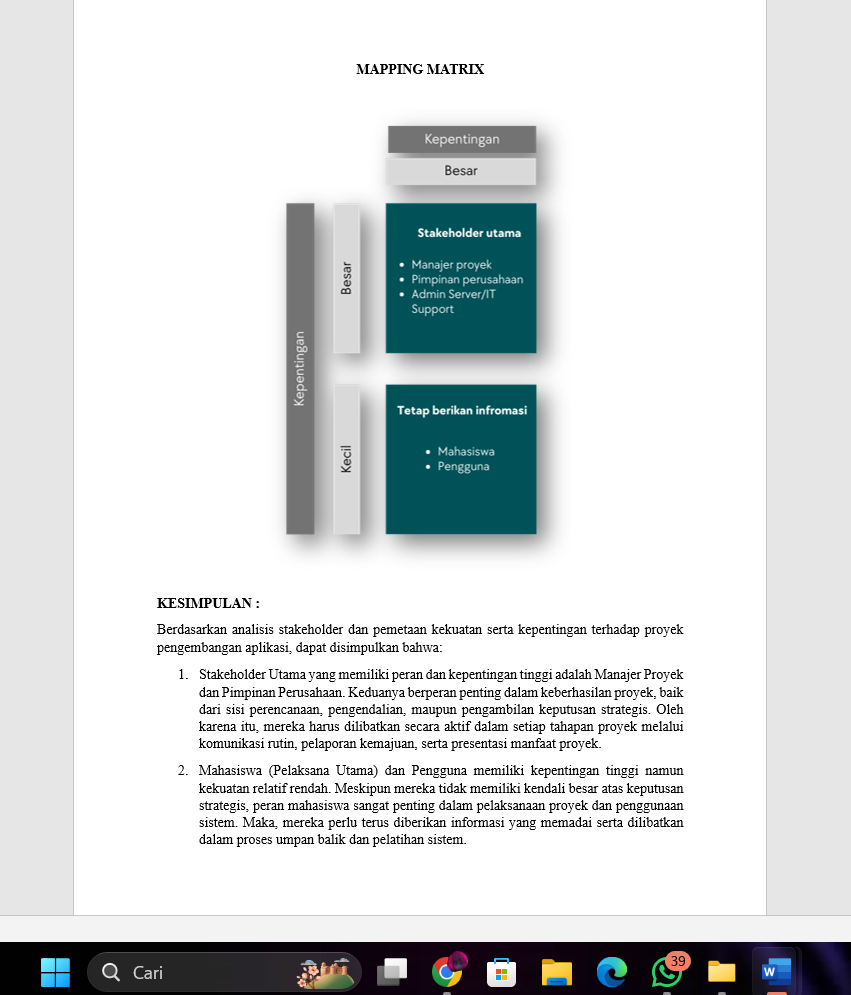 MAPPING MATRIX
Kepentingan
Besar
Kepentingan
Besar
Stakeholder utama
• Manajer proyek
• Pimpinan perusahaan
• Admin Server/IT
Support
Kecil
Tetap berikan infromasi
• Mahasiswa
• Pengguna
KESIMPULAN :
Berdasarkan analisis stakeholder dan pemetaan kekuatan serta kepentingan terhadap proyek
pengembangan aplikasi, dapat disimpulkan bahwa:
1. Stakeholder Utama yang memiliki peran dan kepentingan tinggi adalah Manajer Proyek
dan Pimpinan Perusahaan. Keduanya berperan penting dalam keberhasilan proyek, baik
dari sisi perencanaan, pengendalian, maupun pengambilan keputusan strategis. Oleh
karena itu, mereka harus dilibatkan secara aktif dalam setiap tahapan proyek melalui
komunikasi rutin, pelaporan kemajuan, serta presentasi manfaat proyek.
2. Mahasiswa (Pelaksana Utama) dan Pengguna memiliki kepentingan tinggi namun
kekuatan relatif rendah. Meskipun mereka tidak memiliki kendali besar atas keputusan
strategis, peran mahasiswa sangat penting dalam pelaksanaan proyek dan penggunaan
sistem. Maka, mereka perlu terus diberikan informasi yang memadai serta dilibatkan
dalam proses umpan balik dan pelatihan sistem.
Cari
39
W